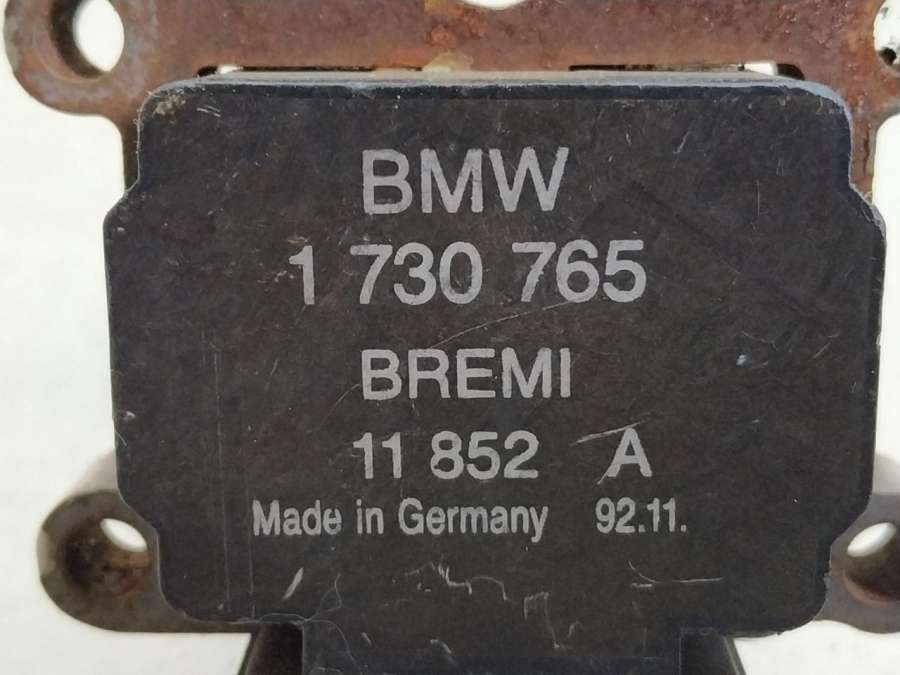 BMW
1 730 765
BREMI
11 852 A
Made in Germany 92.11.